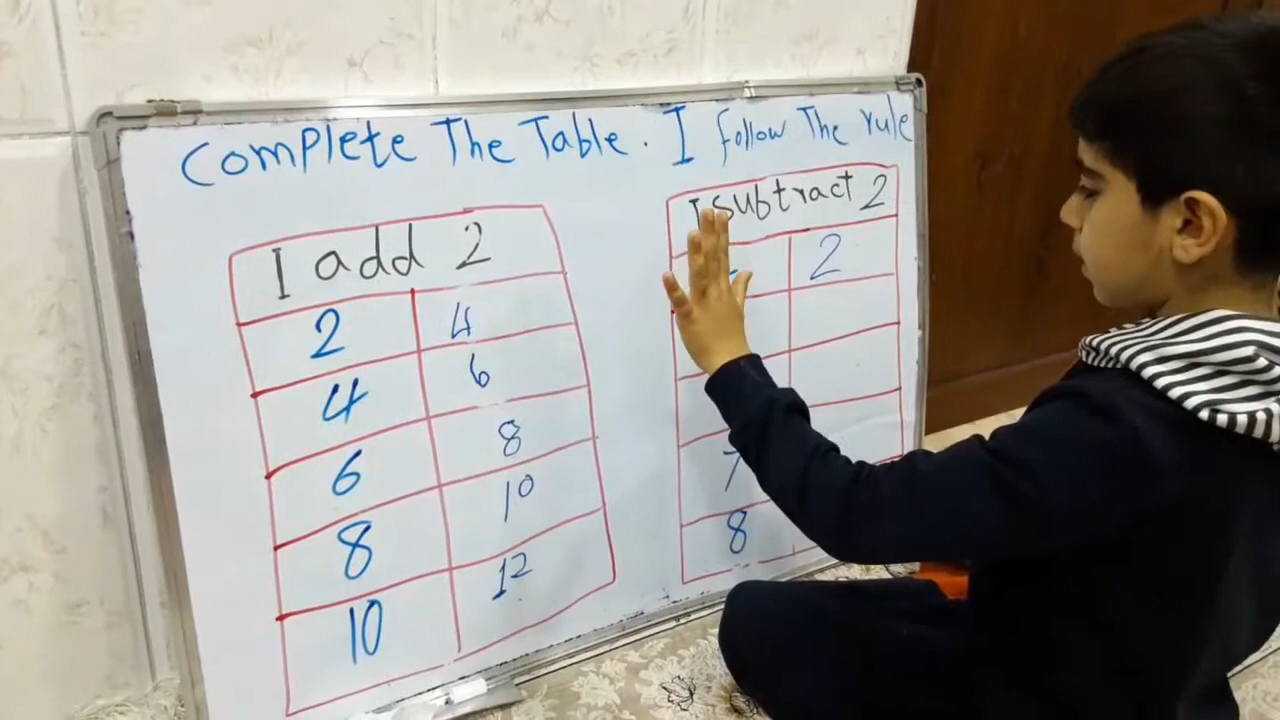 Complete The Table. I follow The rule
I add 2
2 4
4 6
6 8
8 10
10 12
I subtract 2
2
7
8